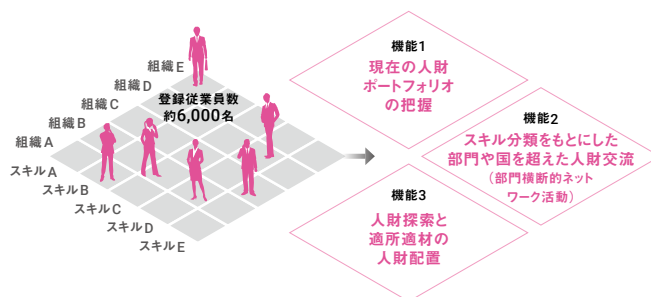 組織E
組織D
組織C
組織B
組織A
スキルA
スキルB
スキルC
スキルD
スキルE
登録従業員数
約6,000名
機能1
現在の人財
ポートフォリオ
の把握
機能2
スキル分類をもとにした
部門や国を超えた人財交流
(部門横断的ネット
ワーク活動)
機能3
人財探索と
適所適材の
人財配置